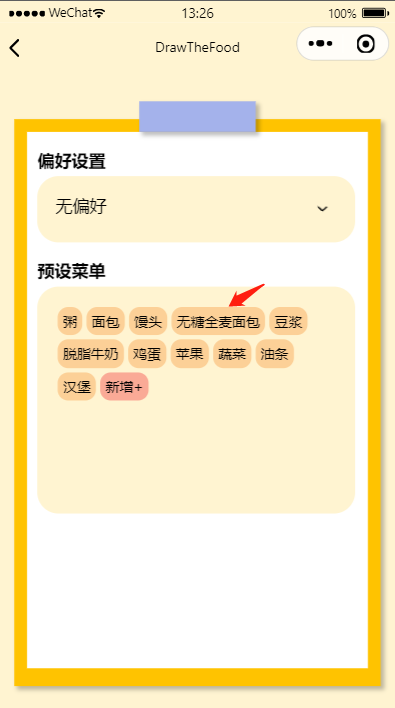 ●●●●● WeChat 13:26 100%
DrawTheFood
偏好设置
无偏好
预设菜单
粥 面包 馒头 无糖全麦面包 豆浆
脱脂牛奶 鸡蛋 苹果 蔬菜 油条
汉堡 新增+